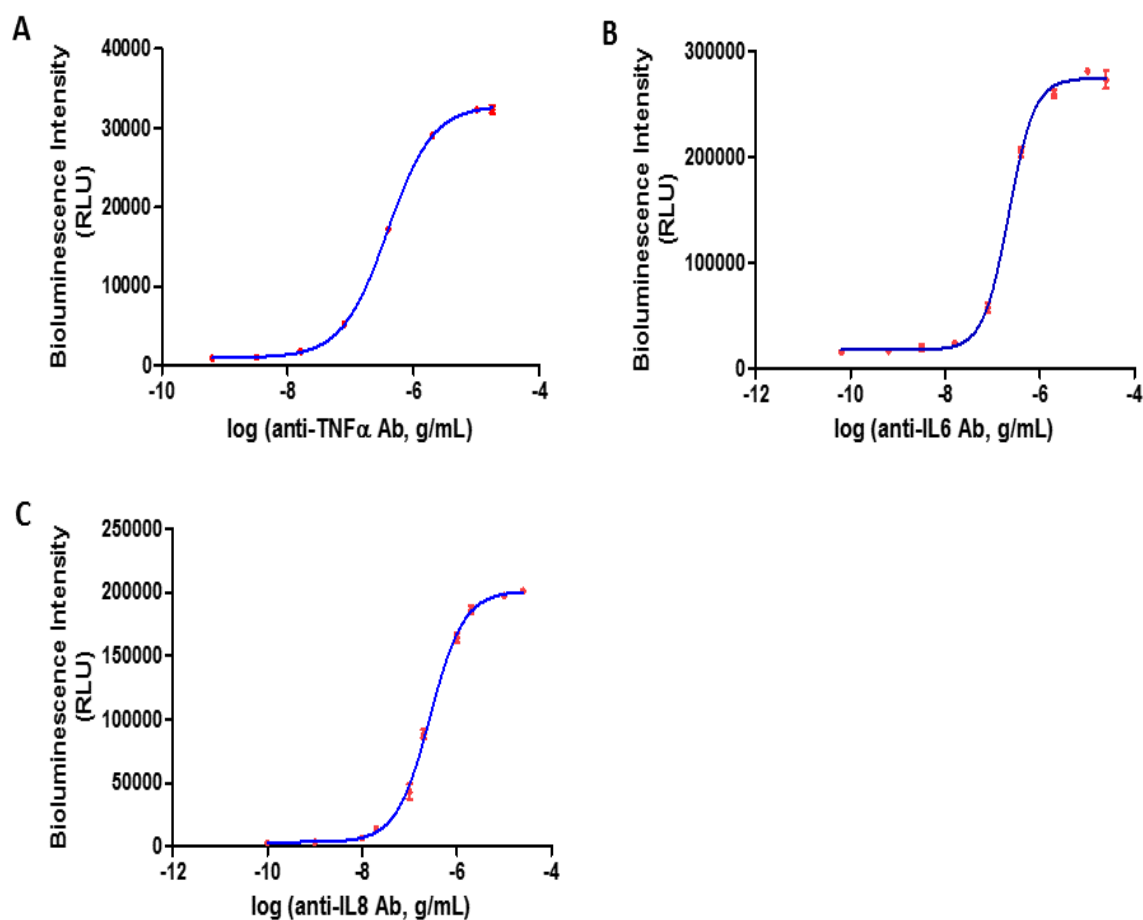 A
Bioluminescence Intensity
(RLU)
40000
30000
20000
10000
0
-10
-8
-6
-4
log (anti-TNFα Ab, g/mL)
B
Bioluminescence Intensity
(RLU)
300000
200000
100000
0
-12
-10
-8
-6
-4
log (anti-IL6 Ab, g/mL)
C
Bioluminescence Intensity
(RLU)
250000
200000
150000
100000
50000
0
-12
-10
-8
-6
-4
log (anti-IL8 Ab, g/mL)